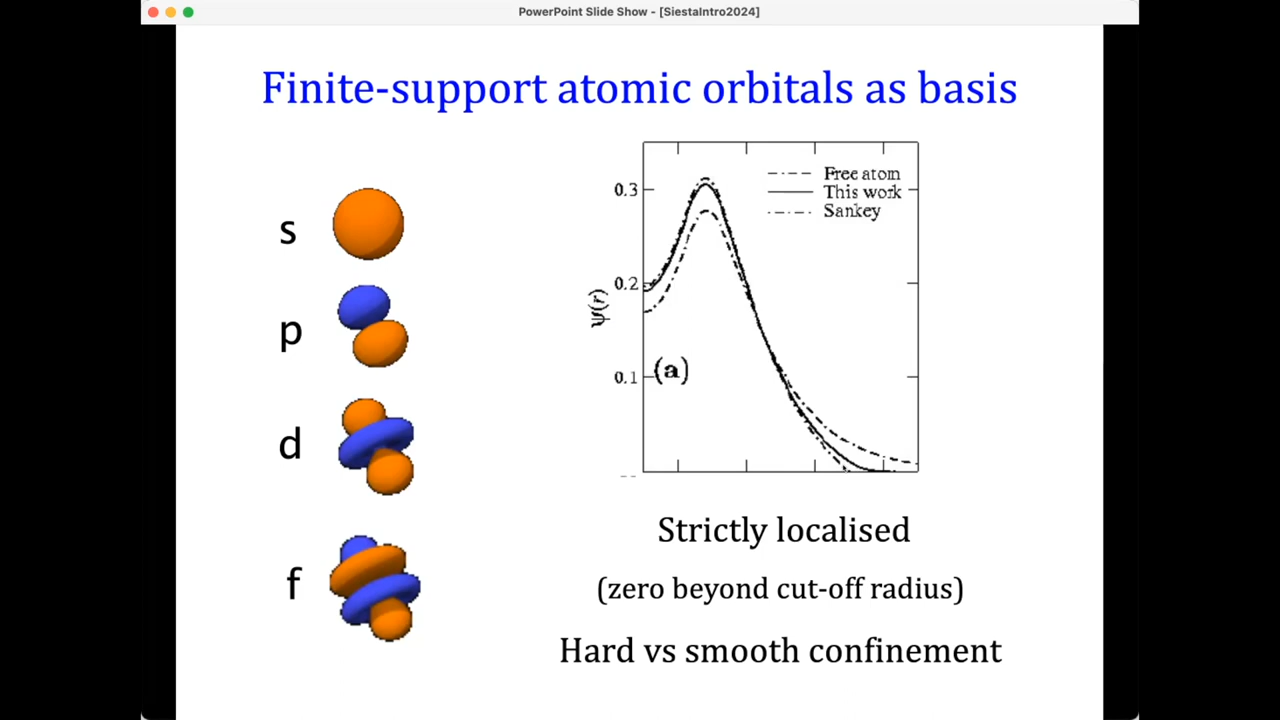 PowerPoint Slide Show - [SiestaIntro2024]
Finite-support atomic orbitals as basis
s
p
d
f
Free atom
This work
Sankey
0.3
0.2
0.1
ψ(r)
(a)
Strictly localised
(zero beyond cut-off radius)
Hard vs smooth confinement